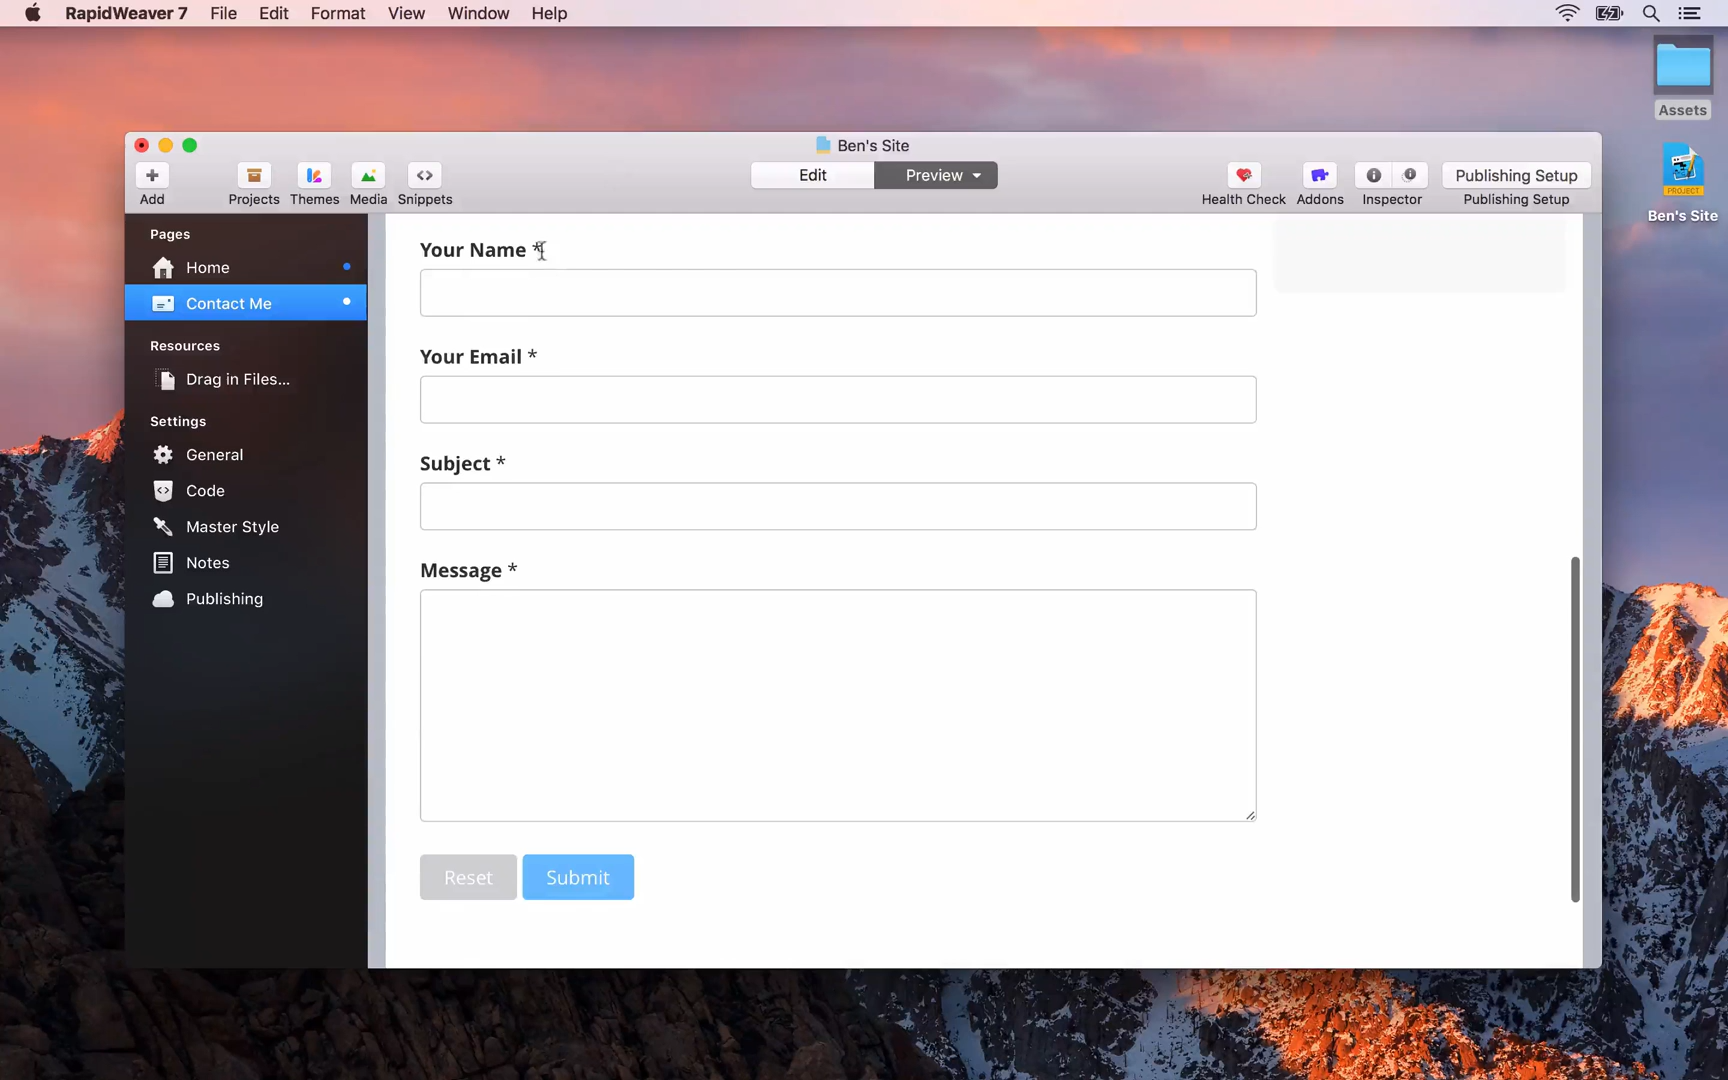 RapidWeaver 7 File Edit Format View Window Help
Assets
PROJECT
Ben's Site
Ben's Site
Edit Preview
Add Projects Themes Media Snippets
Health Check Addons Inspector
Publishing Setup
Publishing Setup
Pages
Home
Contact Me
Resources
Drag in Files...
Settings
General
Code
Master Style
Notes
Publishing
Your Name *
Your Email *
Subject *
Message *
Reset Submit